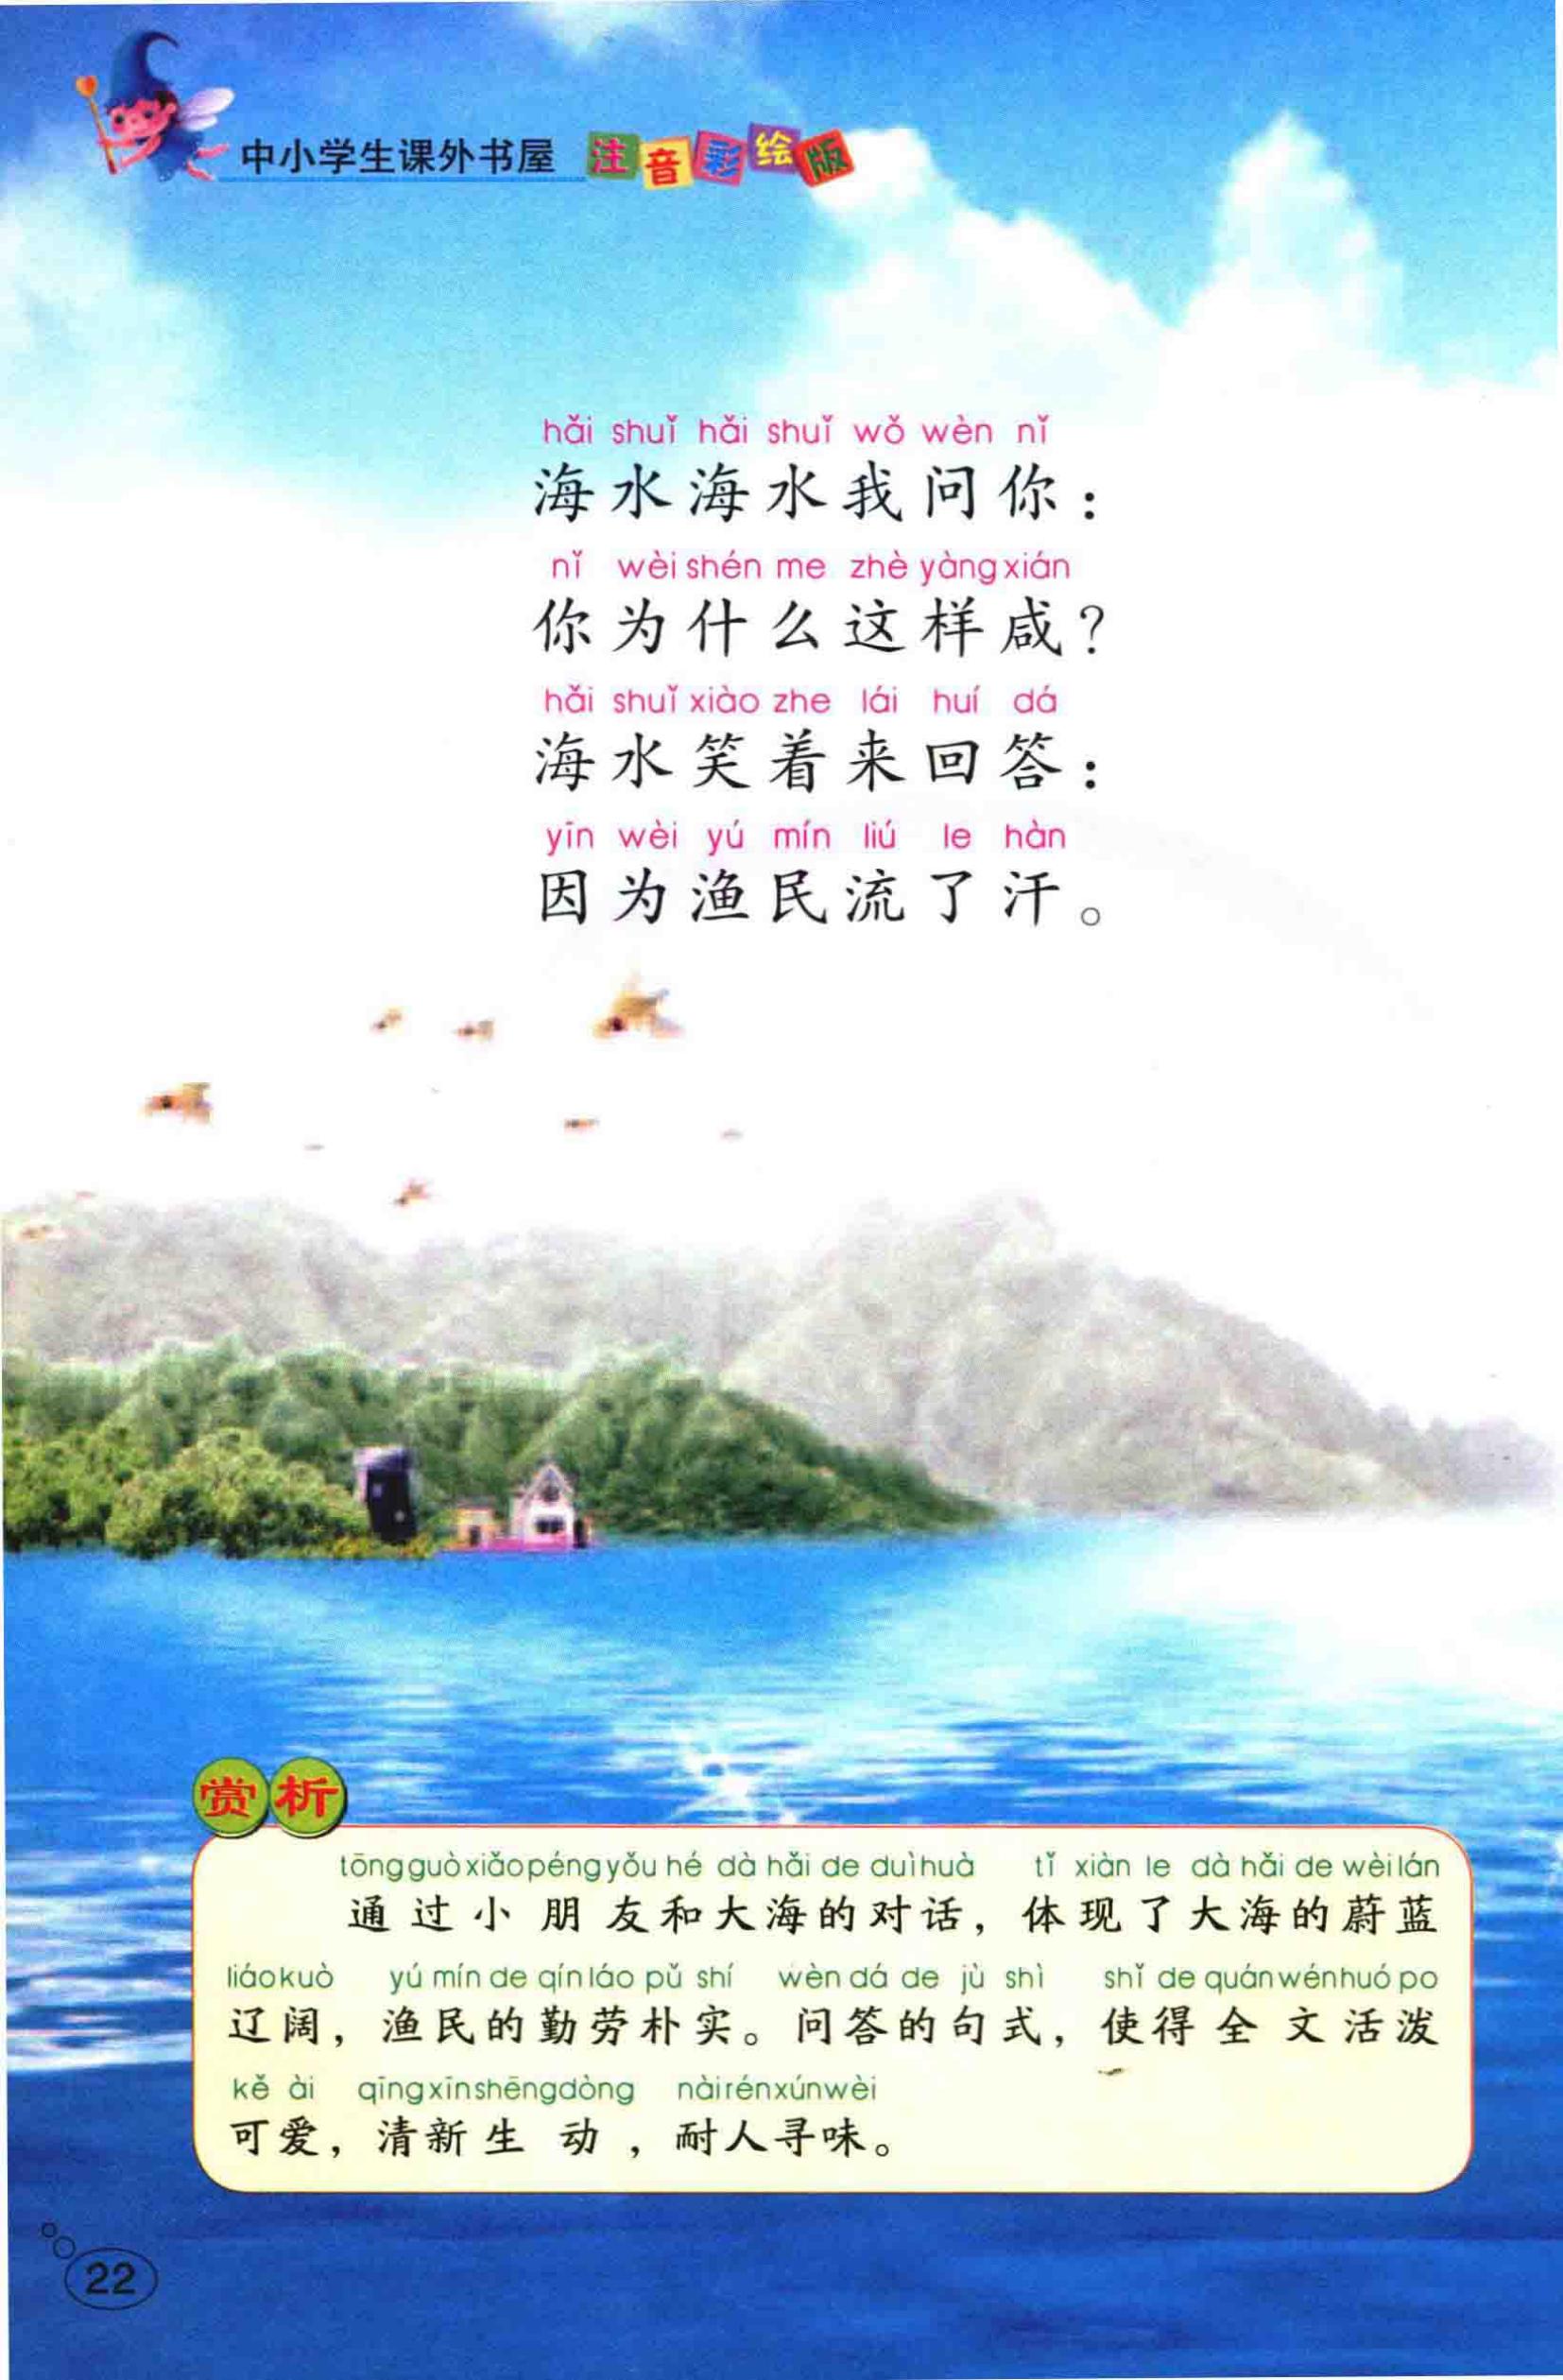 中小学生课外书屋 注音彩绘版
hǎi shuǐ hǎi shuǐ wǒ wèn nǐ
海水海水我问你：
nǐ wèi shén me zhè yàng xián
你为什么这样咸？
hǎi shuǐ xiào zhe lái huí dá
海水笑着来回答：
yīn wèi yú mín liú le hàn
因为渔民流了汗。
赏析
tōng guò xiǎo péng yǒu hé dà hǎi de duì huà tǐ xiàn le dà hǎi de wèi lán
通过小朋友和大海的对话，体现了大海的蔚蓝
liáo kuò yú mín de qín láo pǔ shí wèn dá de jù shì shǐ de quán wén huó po
辽阔，渔民的勤劳朴实。问答的句式，使得全文活泼
kě ài qīng xīn shēng dòng nài rén xún wèi
可爱，清新生动，耐人寻味。
22